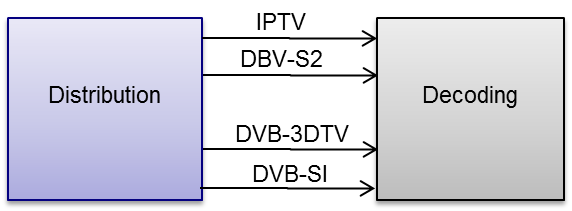 IPTV
DBV-S2
Distribution
Decoding
DVB-3DTV
DVB-SI